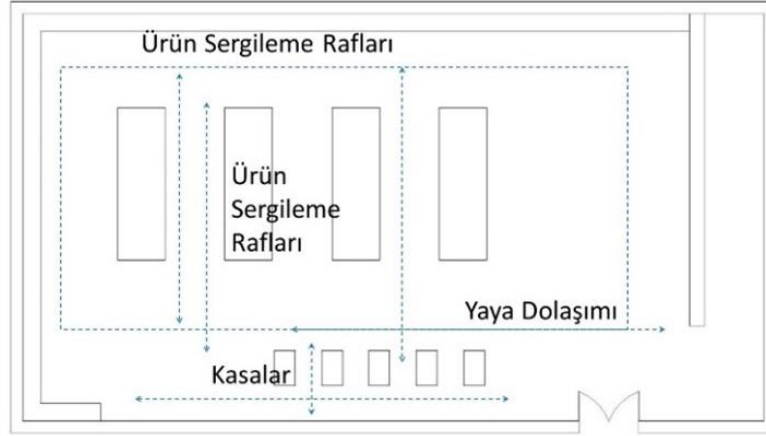 Ürün Sergileme Rafları
Ürün
Sergileme
Rafları
Yaya Dolaşımı
Kasalar